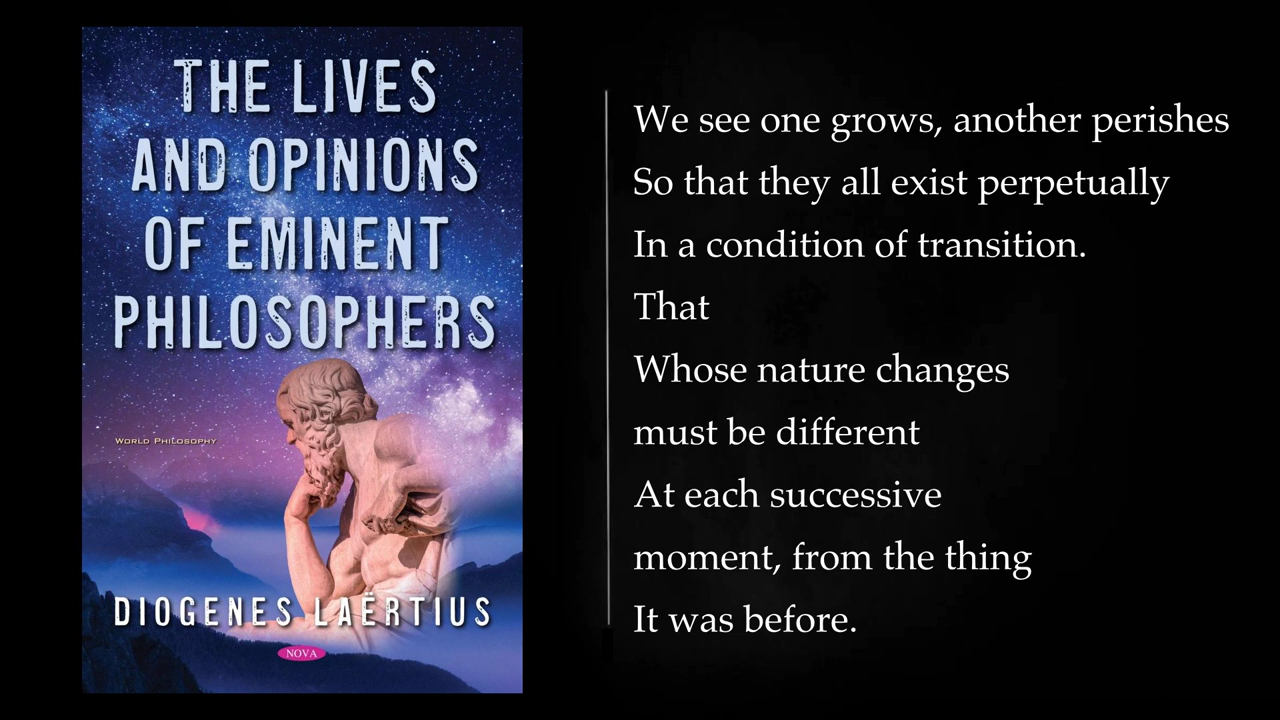 THE LIVES
AND OPINIONS
OF EMINENT
PHILOSOPHERS
WORLD PHILOSOPHY
DIOGENES LAËRTIUS
NOVA
We see one grows, another perishes
So that they all exist perpetually
In a condition of transition.
That
Whose nature changes
must be different
At each successive
moment, from the thing
It was before.